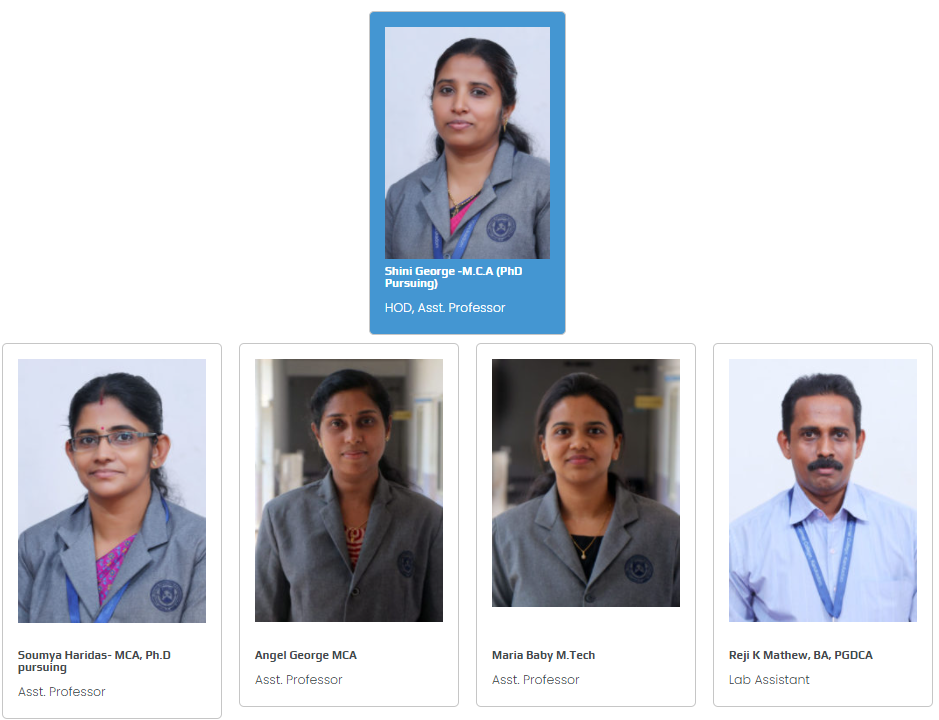 Shini George -M.C.A (PhD
Pursuing)
HOD, Asst. Professor
Soumya Haridas- MCA, Ph.D
pursuing
Asst. Professor
Angel George MCA
Asst. Professor
Maria Baby M.Tech
Asst. Professor
Reji K Mathew, BA, PGDCA
Lab Assistant